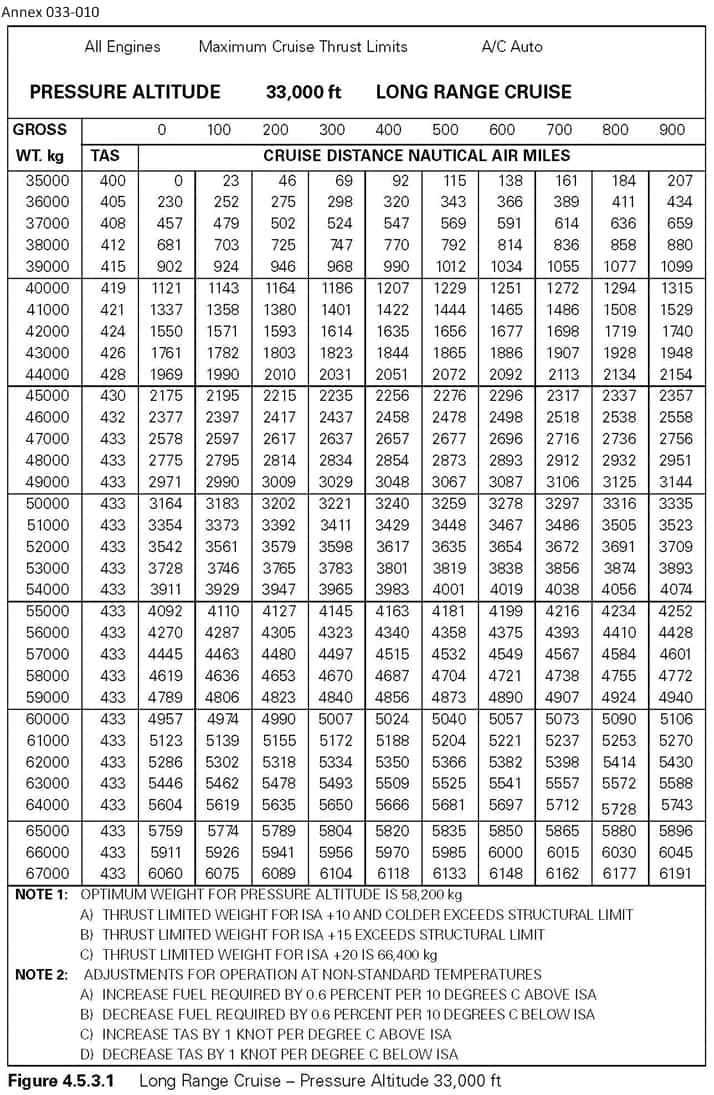 Annex 033-010
All Engines Maximum Cruise Thrust Limits A/C Auto
PRESSURE ALTITUDE 33,000 ft LONG RANGE CRUISE
GROSS 0 100 200 300 400 500 600 700 800 900
WT. kg TAS CRUISE DISTANCE NAUTICAL AIR MILES
35000 400 0 23 46 69 92 115 138 161 184 207
36000 405 230 252 275 298 320 343 366 389 411 434
37000 408 457 479 502 524 547 569 591 614 636 659
38000 412 681 703 725 747 770 792 814 836 858 880
39000 415 902 924 946 968 990 1012 1034 1055 1077 1099
40000 419 1121 1143 1164 1186 1207 1229 1251 1272 1294 1315
41000 421 1337 1358 1380 1401 1422 1444 1465 1486 1508 1529
42000 424 1550 1571 1593 1614 1635 1656 1677 1698 1719 1740
43000 426 1761 1782 1803 1823 1844 1865 1886 1907 1928 1948
44000 428 1969 1990 2010 2031 2051 2072 2092 2113 2134 2154
45000 430 2175 2195 2215 2235 2256 2276 2296 2317 2337 2357
46000 432 2377 2397 2417 2437 2458 2478 2498 2518 2538 2558
47000 433 2578 2597 2617 2637 2657 2677 2696 2716 2736 2756
48000 433 2775 2795 2814 2834 2854 2873 2893 2912 2932 2951
49000 433 2971 2990 3009 3029 3048 3067 3087 3106 3125 3144
50000 433 3164 3183 3202 3221 3240 3259 3278 3297 3316 3335
51000 433 3354 3373 3392 3411 3429 3448 3467 3486 3505 3523
52000 433 3542 3561 3579 3598 3617 3635 3654 3672 3691 3709
53000 433 3728 3746 3765 3783 3801 3819 3838 3856 3874 3893
54000 433 3911 3929 3947 3965 3983 4001 4019 4038 4056 4074
55000 433 4092 4110 4127 4145 4163 4181 4199 4216 4234 4252
56000 433 4270 4287 4305 4323 4340 4358 4375 4393 4410 4428
57000 433 4445 4463 4480 4497 4515 4532 4549 4567 4584 4601
58000 433 4619 4636 4653 4670 4687 4704 4721 4738 4755 4772
59000 433 4789 4806 4823 4840 4856 4873 4890 4907 4924 4940
60000 433 4957 4974 4990 5007 5024 5040 5057 5073 5090 5106
61000 433 5123 5139 5155 5172 5188 5204 5221 5237 5253 5270
62000 433 5286 5302 5318 5334 5350 5366 5382 5398 5414 5430
63000 433 5446 5462 5478 5493 5509 5525 5541 5557 5572 5588
64000 433 5604 5619 5635 5650 5666 5681 5697 5712 5728 5743
65000 433 5759 5774 5789 5804 5820 5835 5850 5865 5880 5896
66000 433 5911 5926 5941 5956 5970 5985 6000 6015 6030 6045
67000 433 6060 6075 6089 6104 6118 6133 6148 6162 6177 6191
NOTE 1: OPTIMUM WEIGHT FOR PRESSURE ALTITUDE IS 58,200 kg
A) THRUST LIMITED WEIGHT FOR ISA +10 AND COLDER EXCEEDS STRUCTURAL LIMIT
B) THRUST LIMITED WEIGHT FOR ISA +15 EXCEEDS STRUCTURAL LIMIT
C) THRUST LIMITED WEIGHT FOR ISA +20 IS 66,400 kg
NOTE 2: ADJUSTMENTS FOR OPERATION AT NON-STANDARD TEMPERATURES
A) INCREASE FUEL REQUIRED BY 0.6 PERCENT PER 10 DEGREES C ABOVE ISA
B) DECREASE FUEL REQUIRED BY 0.6 PERCENT PER 10 DEGREES C BELOW ISA
C) INCREASE TAS BY 1 KNOT PER DEGREE C ABOVE ISA
D) DECREASE TAS BY 1 KNOT PER DEGREE C BELOW ISA
Figure 4.5.3.1 Long Range Cruise – Pressure Altitude 33,000 ft